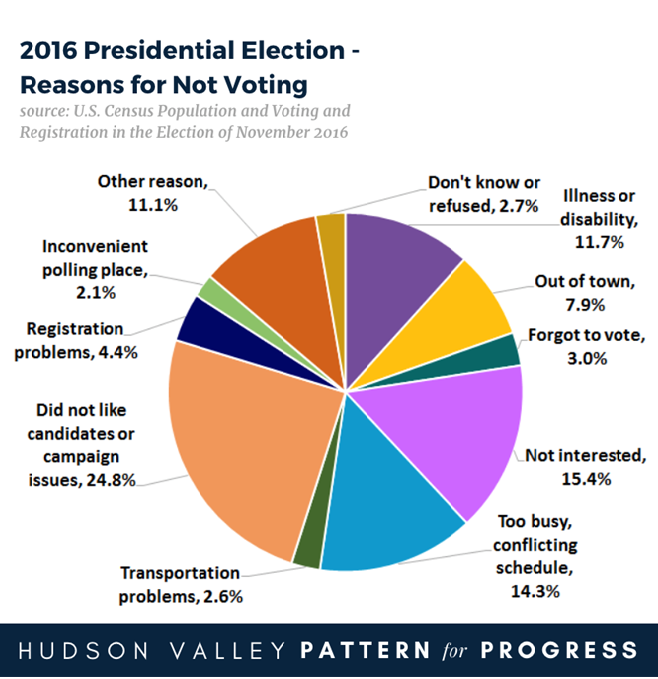 2016 Presidential Election -
Reasons for Not Voting
source: U.S. Census Population and Voting and
Registration in the Election of November 2016
Don't know or
refused, 2.7%
Illness or
disability,
11.7%
Out of town,
7.9%
Forgot to vote,
3.0%
Not interested,
15.4%
Too busy,
conflicting
schedule,
14.3%
Transportation
problems, 2.6%
Did not like
candidates or
campaign
issues, 24.8%
Registration
problems, 4.4%
Inconvenient
polling place,
2.1%
Other reason,
11.1%
HUDSON VALLEY PATTERN for PROGRESS